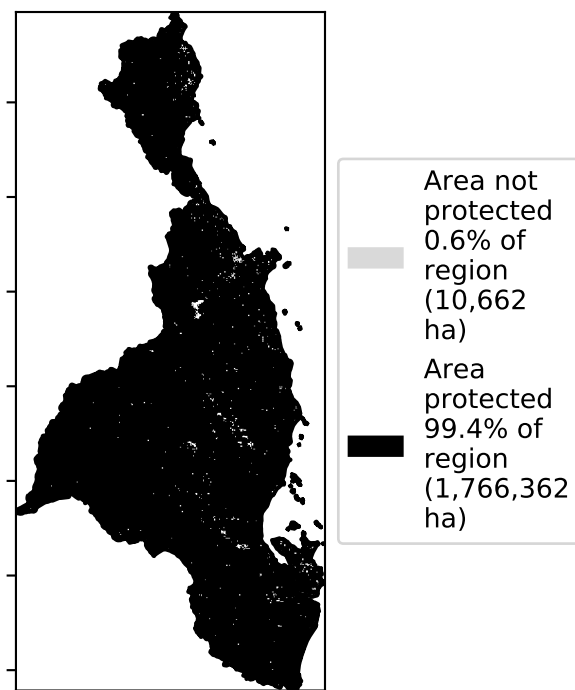 Area not
protected
0.6% of
region
(10,662
ha)
Area
protected
99.4% of
region
(1,766,362
ha)